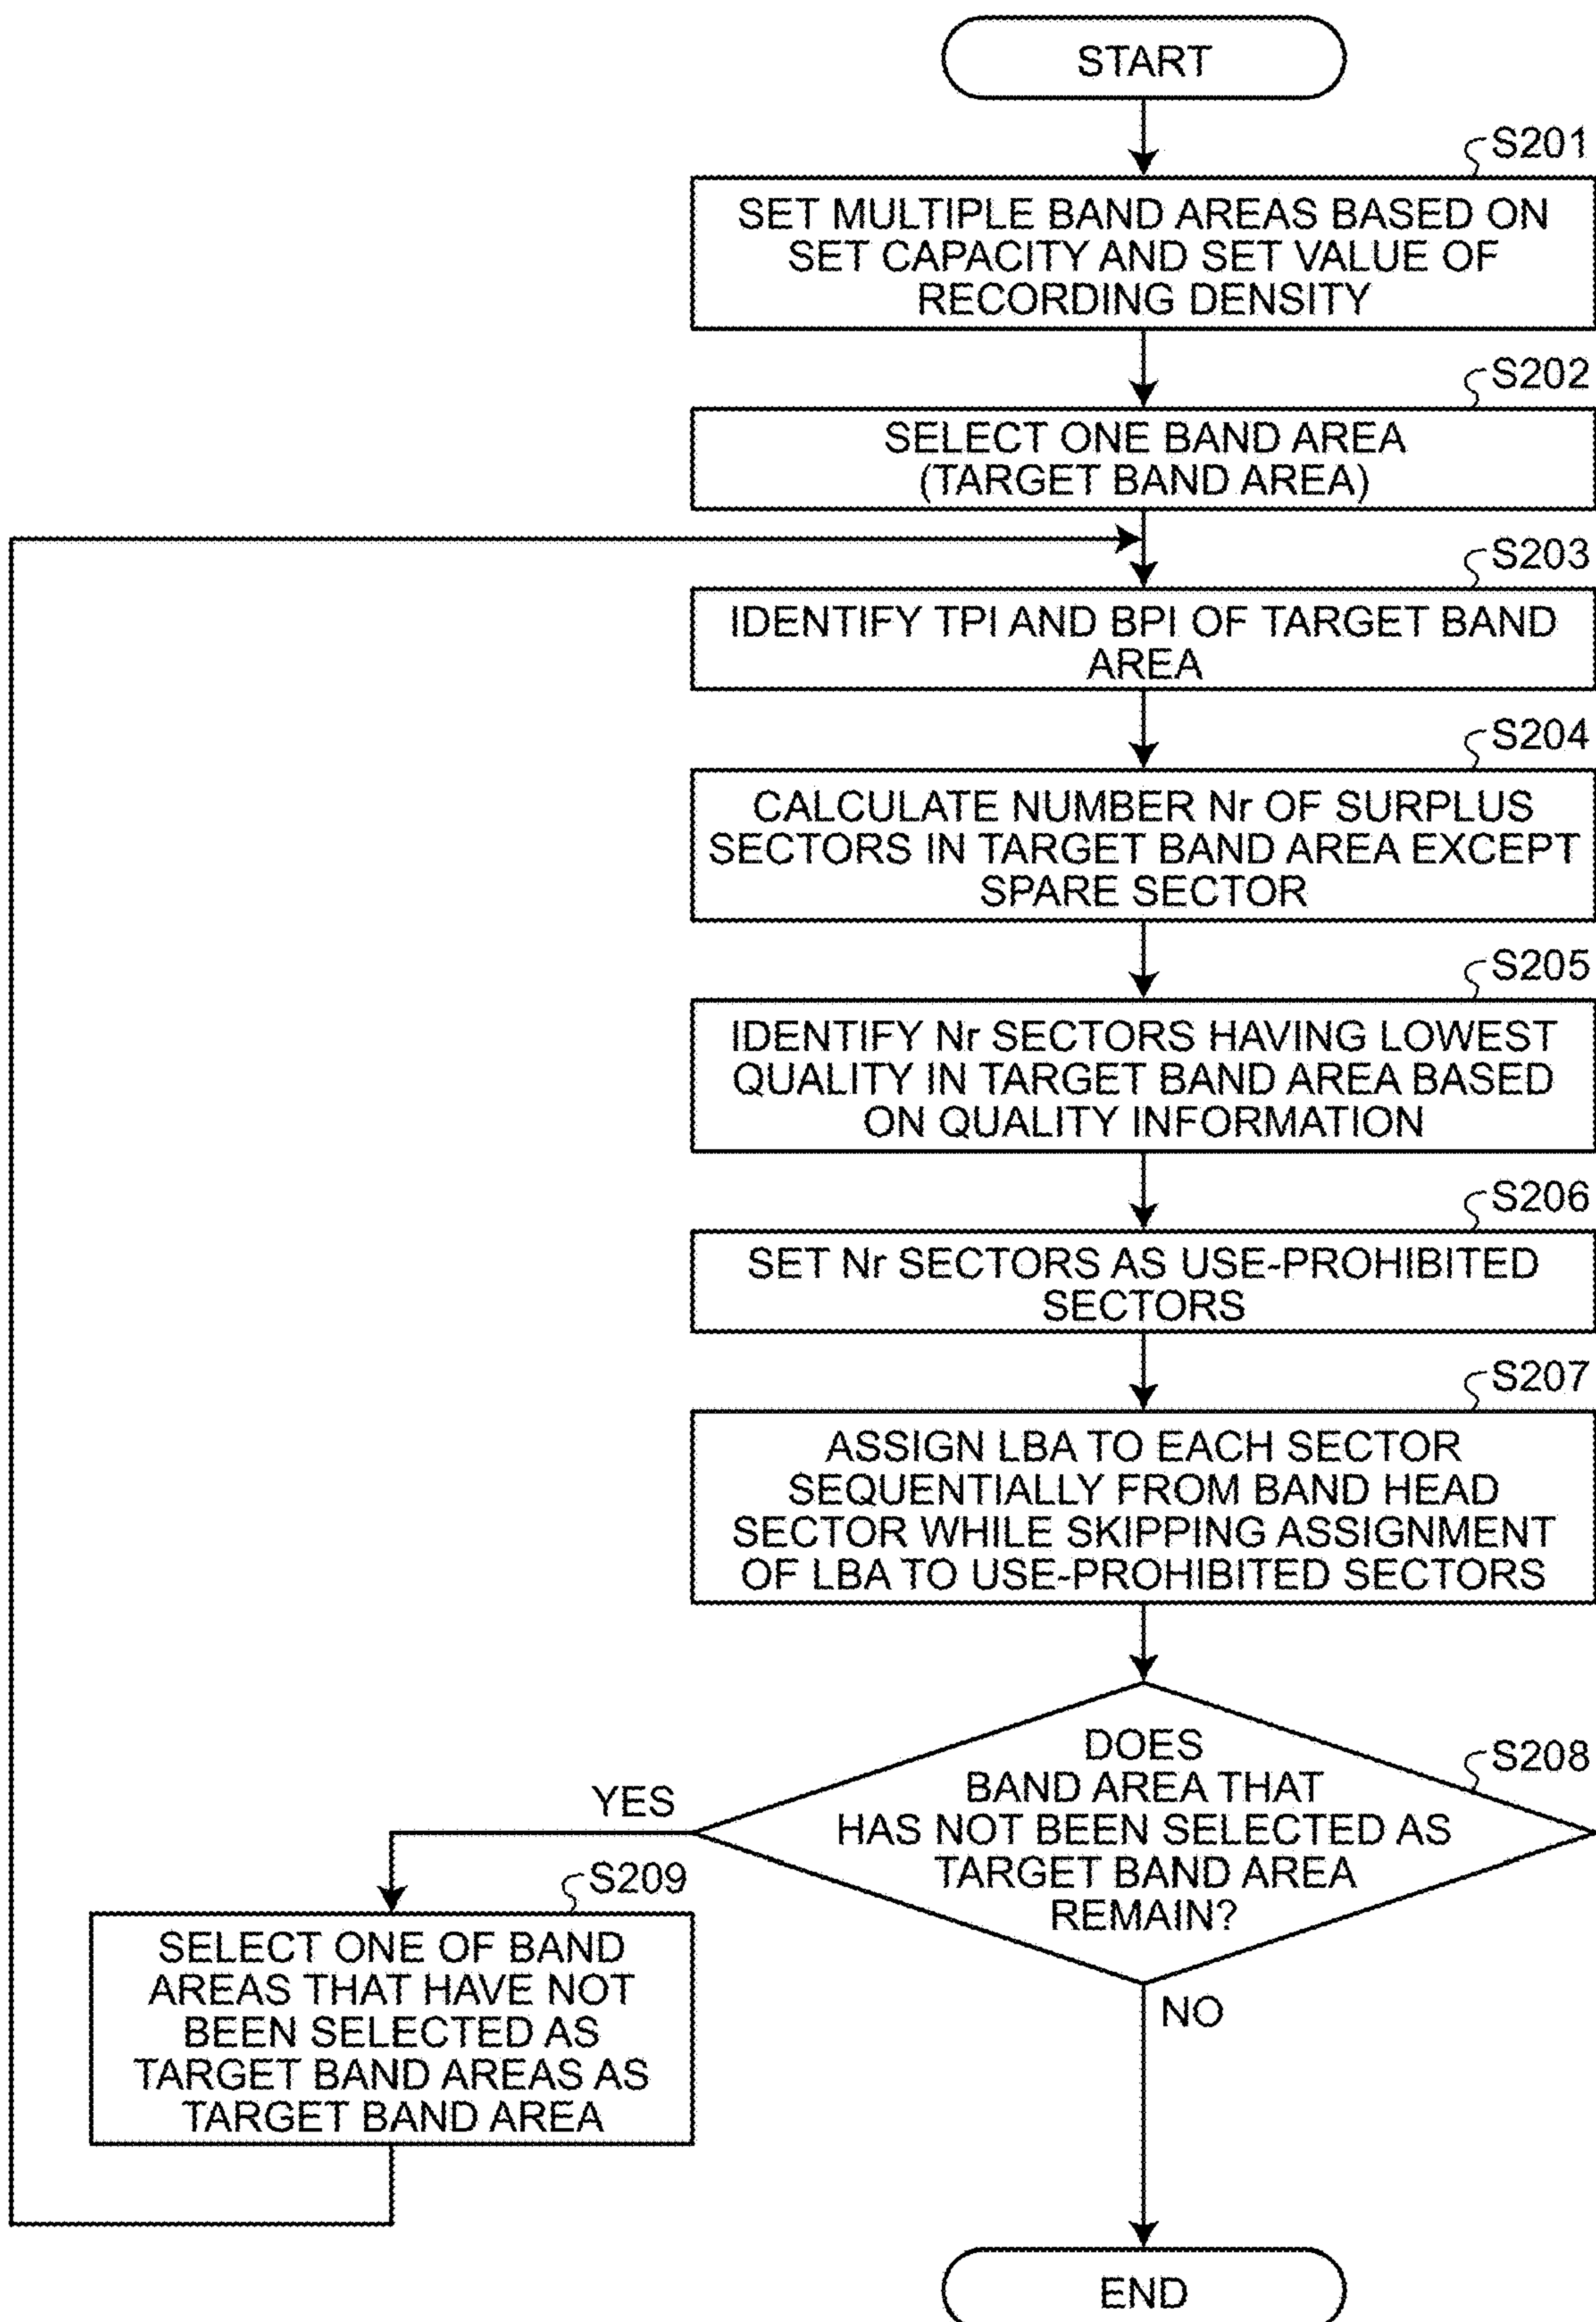 START
S201
SET MULTIPLE BAND AREAS BASED ON
SET CAPACITY AND SET VALUE OF
RECORDING DENSITY
S202
SELECT ONE BAND AREA
(TARGET BAND AREA)
S203
IDENTIFY TPI AND BPI OF TARGET BAND
AREA
S204
CALCULATE NUMBER Nr OF SURPLUS
SECTORS IN TARGET BAND AREA EXCEPT
SPARE SECTOR
S205
IDENTIFY Nr SECTORS HAVING LOWEST
QUALITY IN TARGET BAND AREA BASED
ON QUALITY INFORMATION
S206
SET Nr SECTORS AS USE-PROHIBITED
SECTORS
S207
ASSIGN LBA TO EACH SECTOR
SEQUENTIALLY FROM BAND HEAD
SECTOR WHILE SKIPPING ASSIGNMENT
OF LBA TO USE-PROHIBITED SECTORS
S208
DOES
BAND AREA THAT
HAS NOT BEEN SELECTED AS
TARGET BAND AREA
REMAIN?
YES
S209
SELECT ONE OF BAND
AREAS THAT HAVE NOT
BEEN SELECTED AS
TARGET BAND AREAS AS
TARGET BAND AREA
NO
END